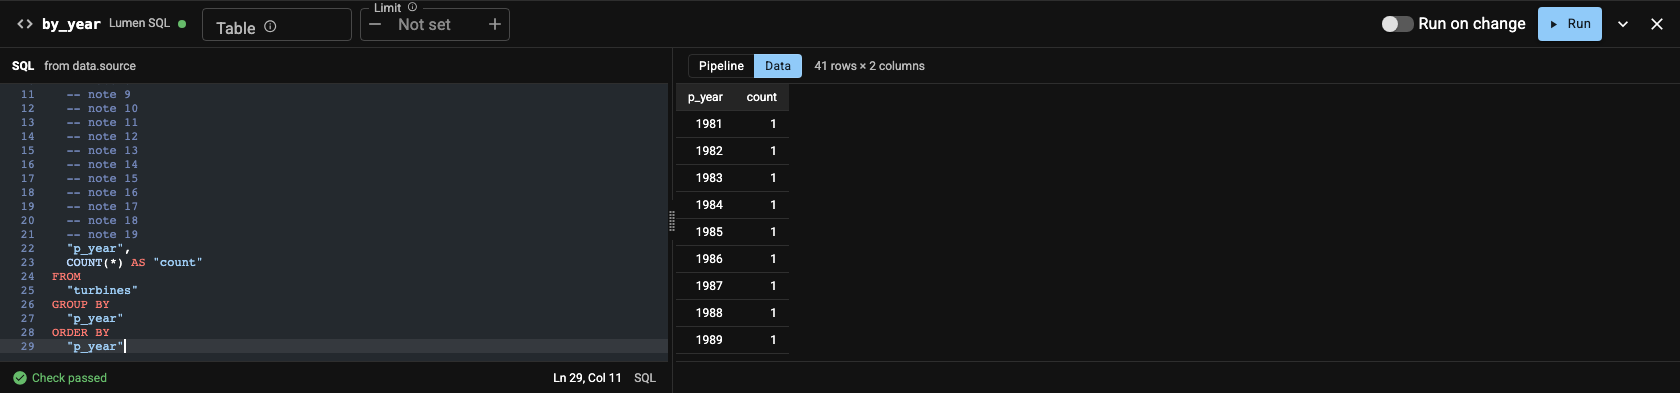 <> by_year Lumen SQL Table Limit Not set Run on change Run
SQL from data.source
11 -- note 9
12 -- note 10
13 -- note 11
14 -- note 12
15 -- note 13
16 -- note 14
17 -- note 15
18 -- note 16
19 -- note 17
20 -- note 18
21 -- note 19
22 "p_year",
23 COUNT(*) AS "count"
24 FROM
25 "turbines"
26 GROUP BY
27 "p_year"
28 ORDER BY
29 "p_year"
Check passed Ln 29, Col 11 SQL
Pipeline Data 41 rows × 2 columns
p_year count
1981 1
1982 1
1983 1
1984 1
1985 1
1986 1
1987 1
1988 1
1989 1